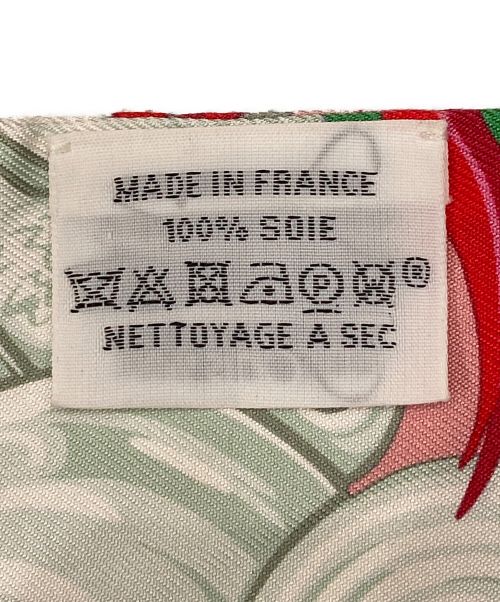 MADE IN FRANCE
100% SOIE
®
NETTOYAGE A SEC